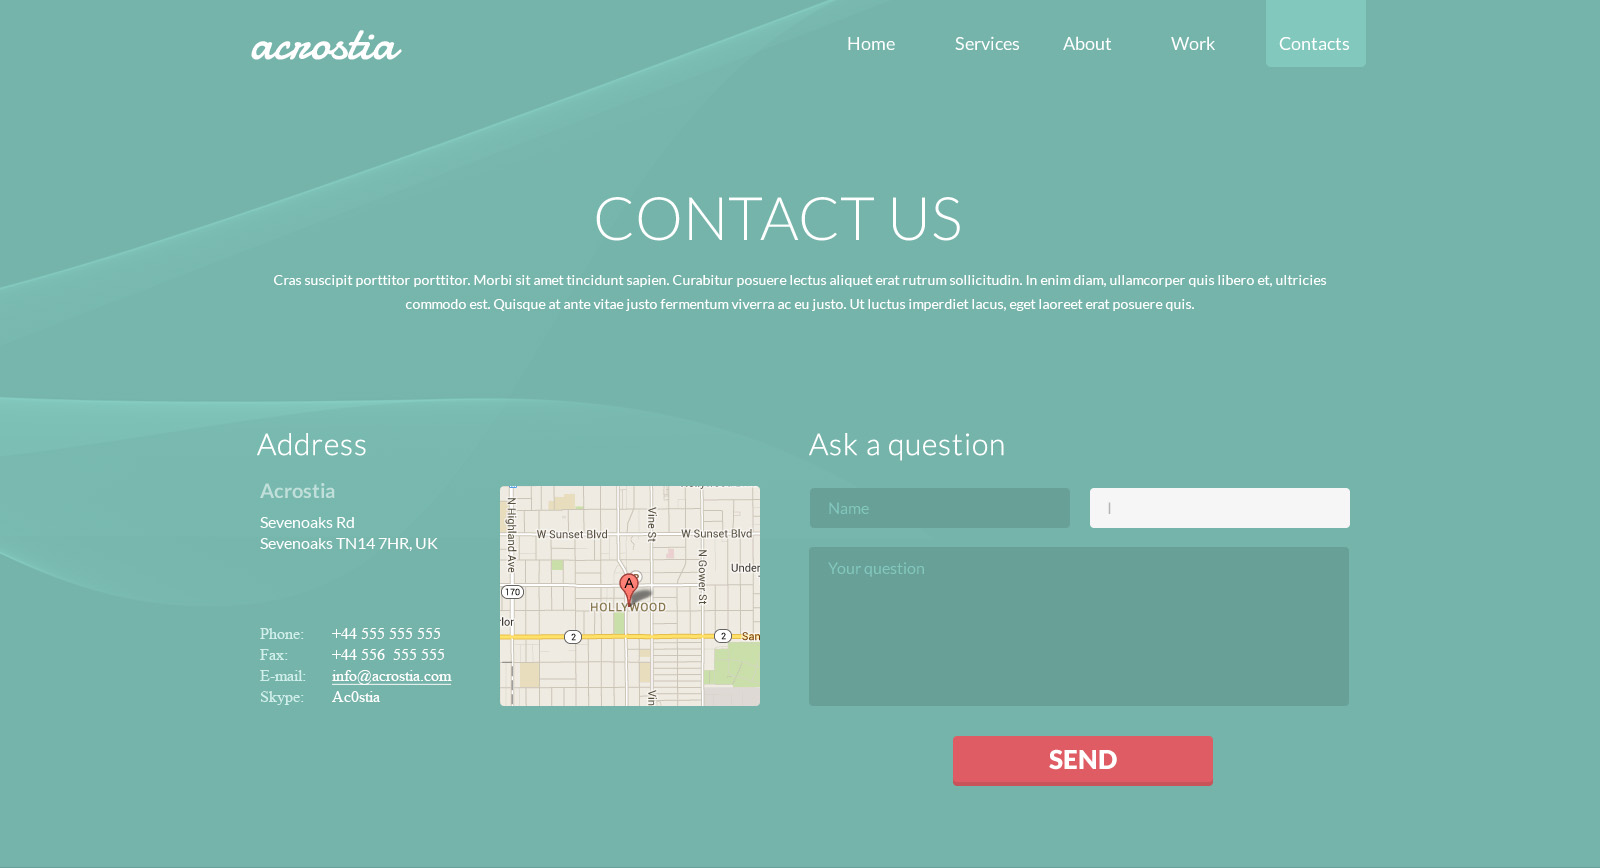 acrostia
Home Services About Work Contacts
CONTACT US
Cras suscipit porttitor porttitor. Morbi sit amet tincidunt sapien. Curabitur posuere lectus aliquet erat rutrum sollicitudin. In enim diam, ullamcorper quis libero et, ultricies
commodo est. Quisque at ante vitae justo fermentum viverra ac eu justo. Ut luctus imperdiet lacus, eget laoreet erat posuere quis.
Address
Acrostia
Sevenoaks Rd
Sevenoaks TN14 7HR, UK
Phone: +44 555 555 555
Fax: +44 556 555 555
E-mail: info@acrostia.com
Skype: Ac0stia
N Highland Ave
Vine St
W Sunset Blvd
W Sunset Blvd
N Gower St
170
A
HOLLYWOOD
2
2
Ask a question
Name
Your question
SEND